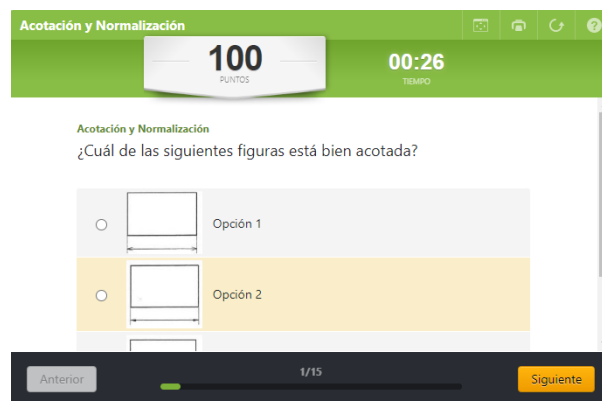 Acotación y Normalización
100
PUNTOS
00:26
TIEMPO
Acotación y Normalización
¿Cuál de las siguientes figuras está bien acotada?
Opción 1
Opción 2
Anterior
1/15
Siguiente